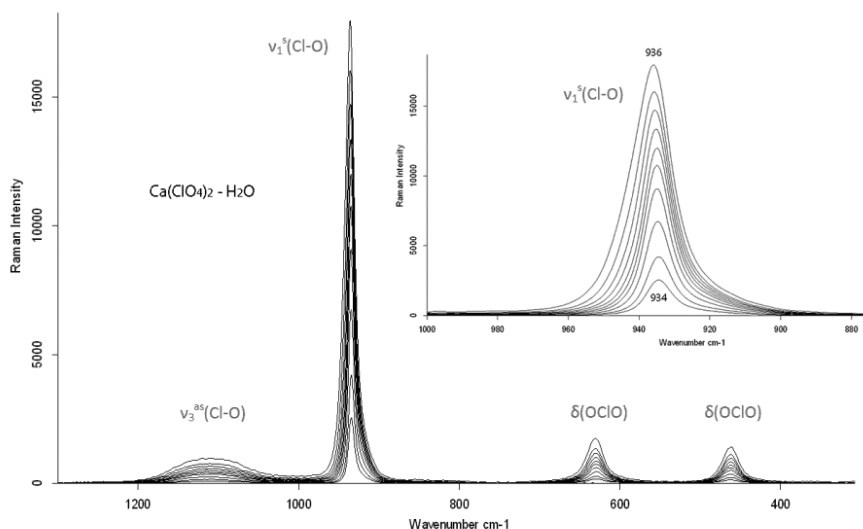 ν₁ˢ(Cl-O)
Ca(ClO₄)₂ - H₂O
ν₃ᵃˢ(Cl-O)
δ(OClO)
δ(OClO)
Raman Intensity
0
5000
10000
15000
1200
1000
800
600
400
Wavenumber cm-1
936
ν₁ˢ(Cl-O)
934
Raman Intensity
0
5000
10000
15000
1000
980
960
940
920
900
880
Wavenumber cm-1